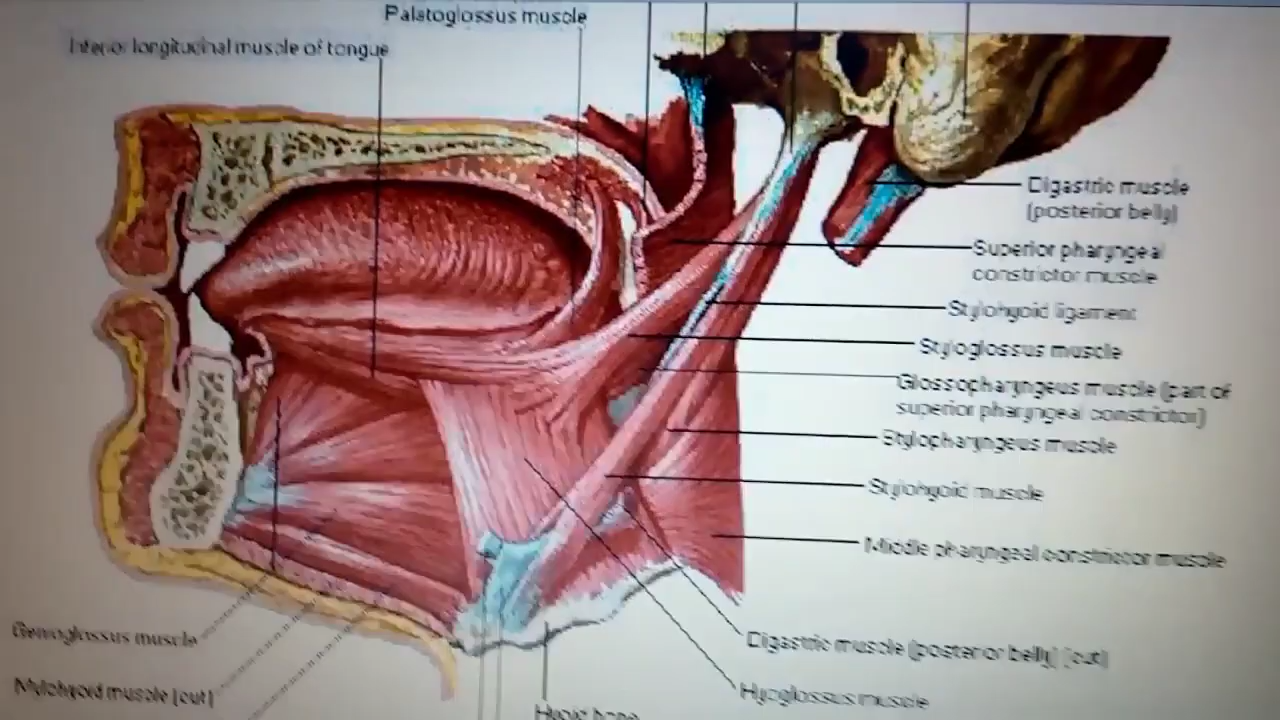 Palatoglossus muscle
Inferior longitudinal muscle of tongue
Digastric muscle
(posterior belly)
Superior pharyngeal
constrictor muscle
Stylohyoid ligament
Styloglossus muscle
Glossopharyngeus muscle (part of
superior pharyngeal constrictor)
Stylopharyngeus muscle
Stylohyoid muscle
Middle pharyngeal constrictor muscle
Genioglossus muscle
Digastric muscle (posterior belly) (cut)
Mylohyoid muscle (cut)
Hyoglossus muscle
Hyoid bone